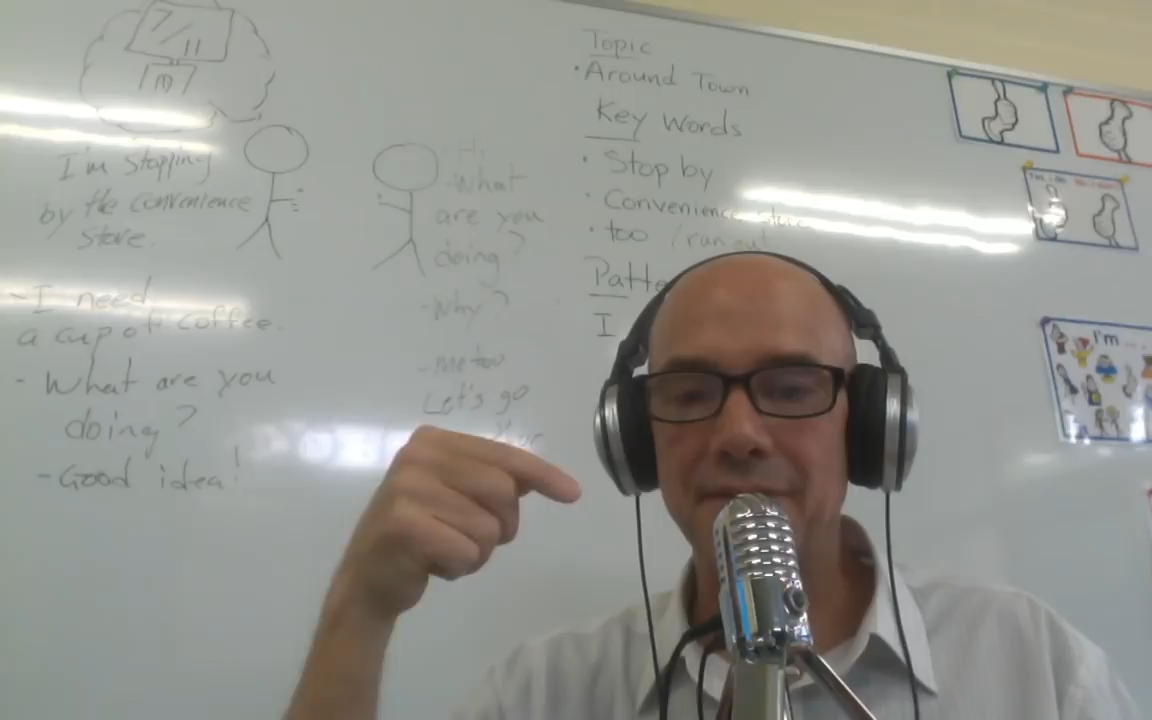 7/11
I'm stopping
by the convenience
store.
- I need
a cup of coffee.
- What are you
doing?
- Good idea!
Hi
- What
are you
doing?
- Why?
- me too
Let's go
Topic
• Around Town
Key Words
• Stop by
• Convenience store
• too / ran out
Patte
I
I'm